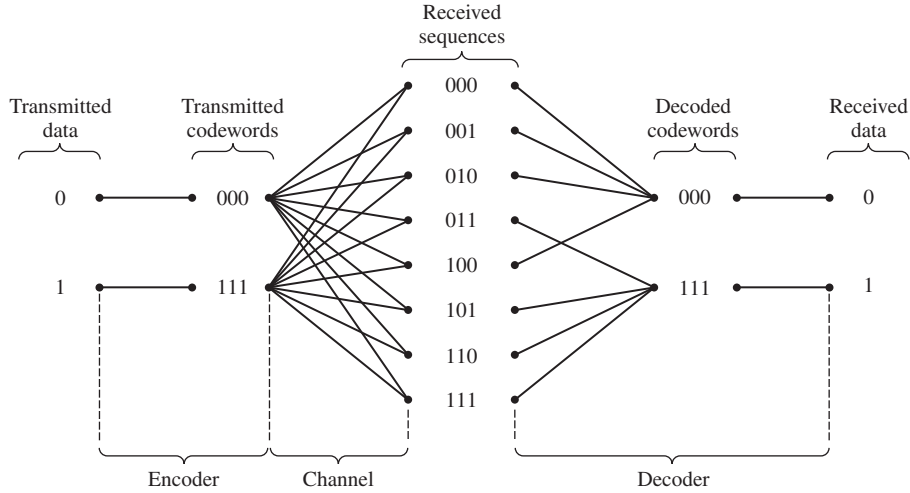 Received
sequences
Transmitted
data
Transmitted
codewords
Decoded
codewords
Received
data
000
001
010
011
100
101
110
111
0
000
000
0
1
111
111
1
Encoder
Channel
Decoder